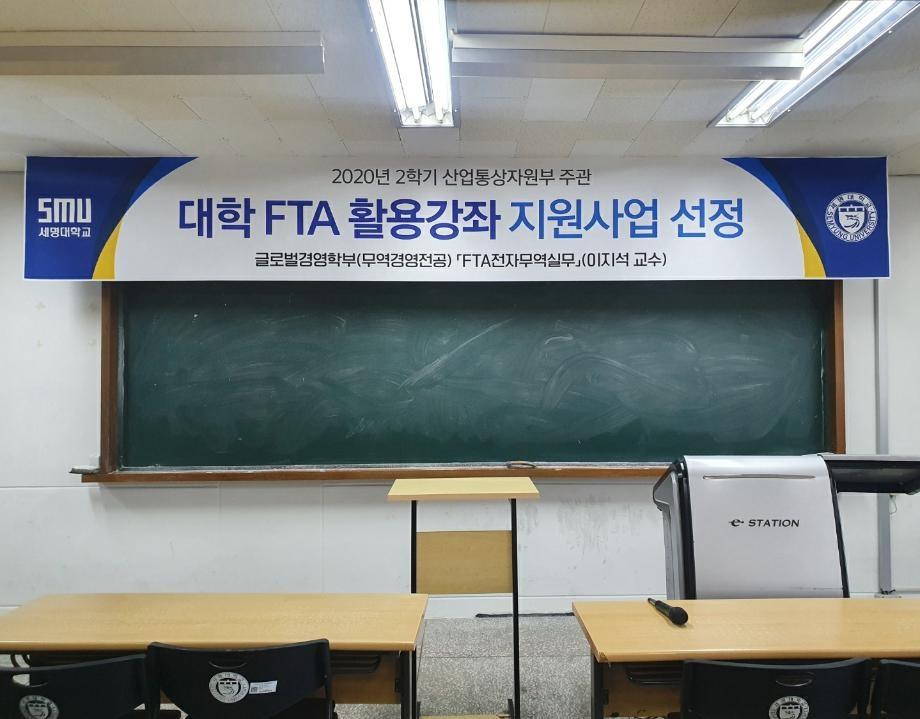 2020년 2학기 산업통상자원부 주관
SMU
세명대학교
대학 FTA 활용강좌 지원사업 선정
글로벌경영학부(무역경영전공) 「FTA전자무역실무」(이지석 교수)
SEMYUNG UNIVERSITY
e-STATION